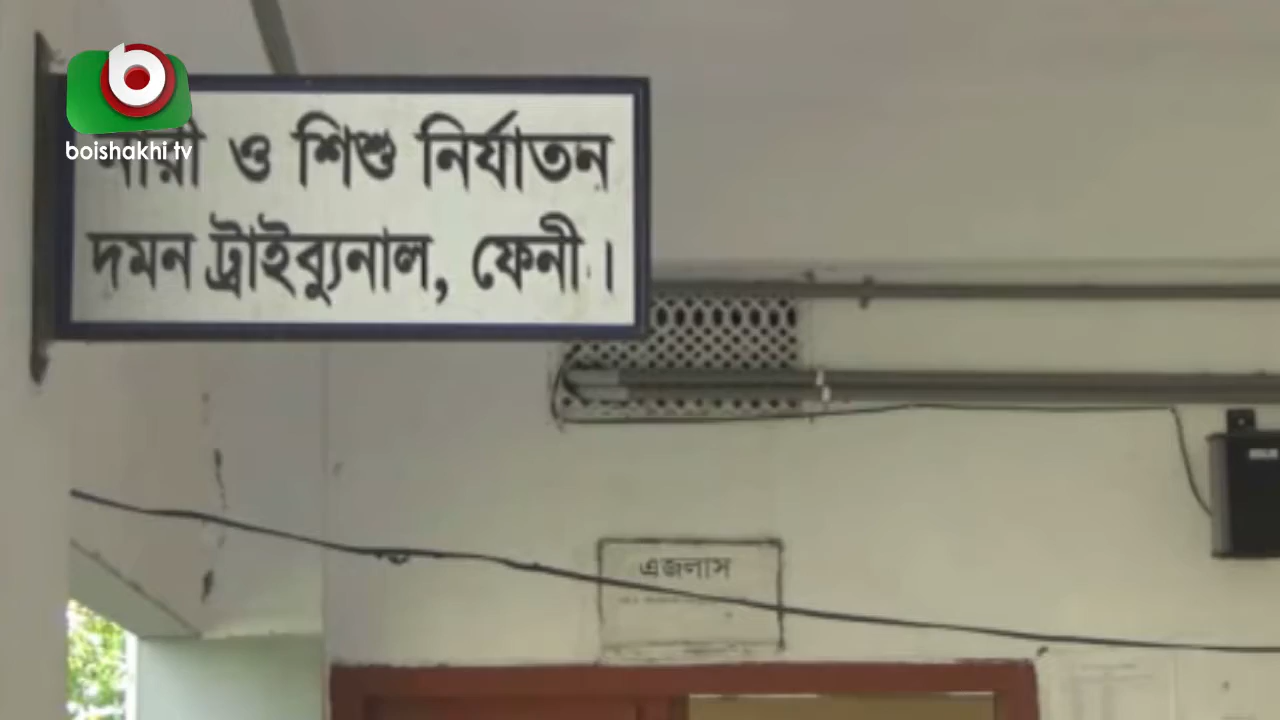 boishakhi tv
নারী ও শিশু নির্যাতন
দমন ট্রাইব্যুনাল, ফেনী।
এজলাস